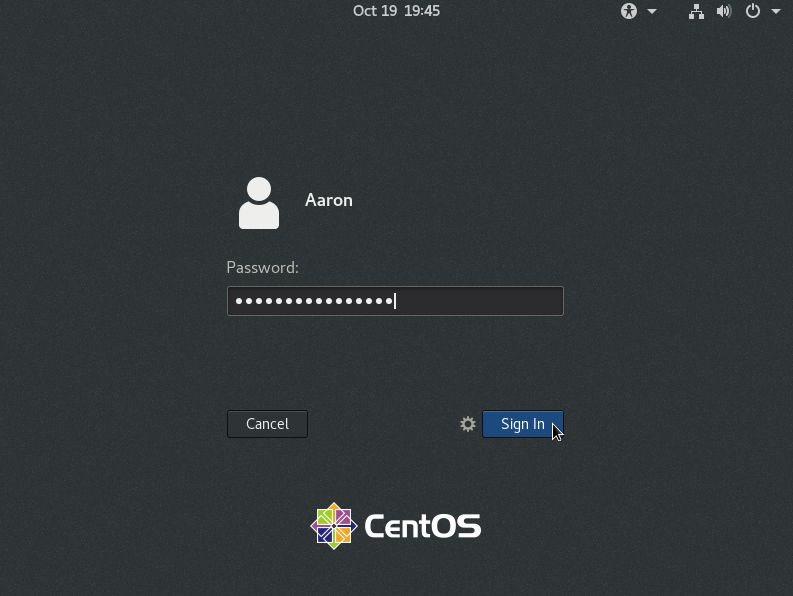 Oct 19 19:45
Aaron
Password:
Cancel
Sign In
CentOS